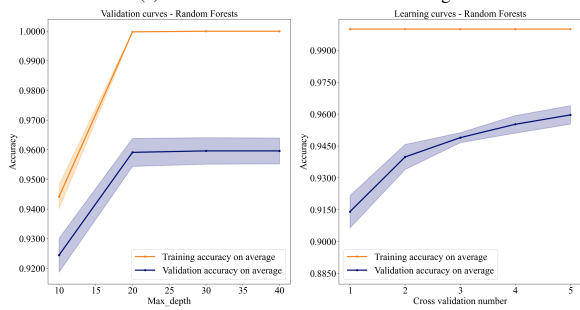 Validation curves - Random Forests
1.0000
0.9900
0.9800
0.9700
0.9600
0.9500
0.9400
0.9300
0.9200
Accuracy
Training accuracy on average
Validation accuracy on average
10 15 20 25 30 35 40
Max_depth
Learning curves - Random Forests
0.9900
0.9750
0.9600
0.9450
0.9300
0.9150
0.9000
0.8850
Accuracy
Training accuracy on average
Validation accuracy on average
1 2 3 4 5
Cross validation number